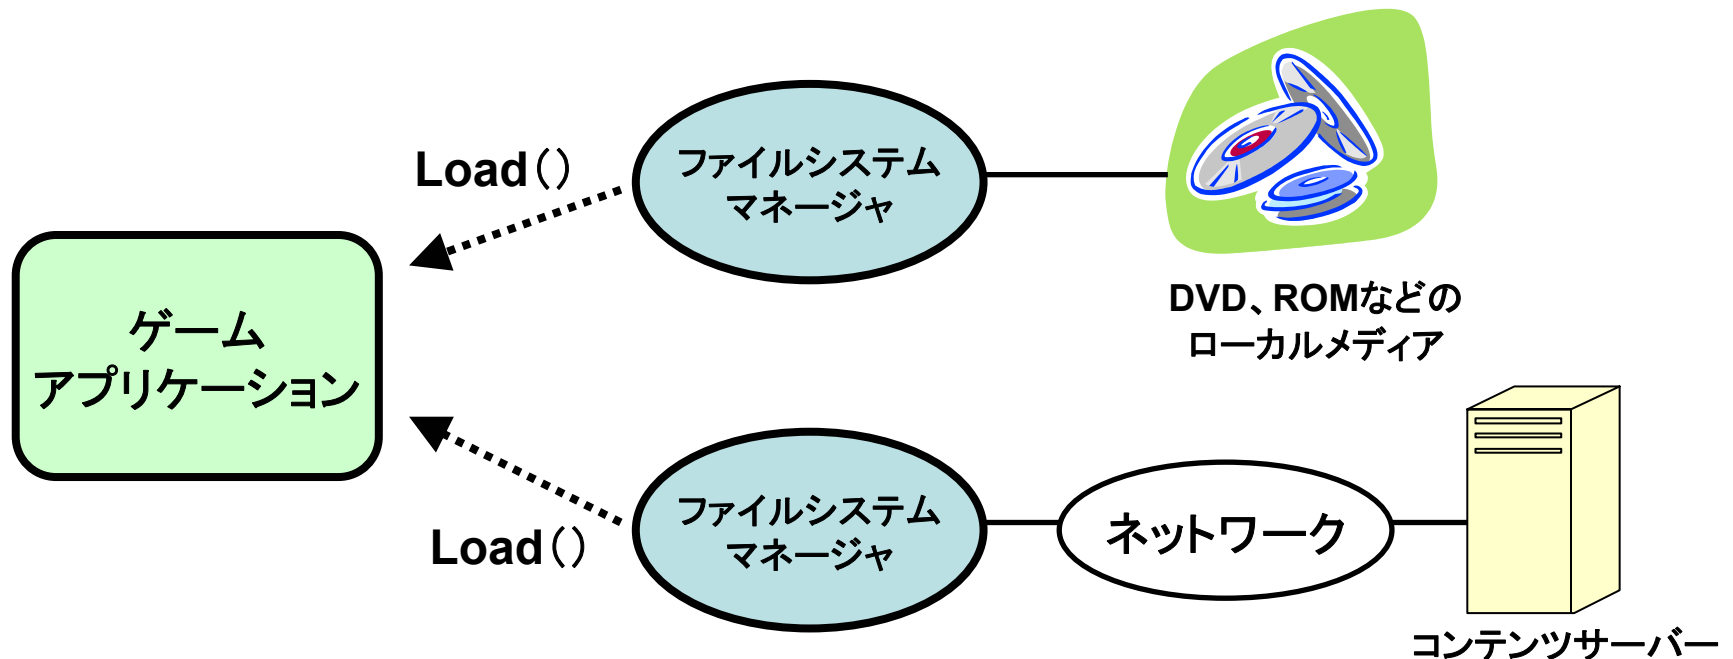 Load()
ファイルシステム
マネージャ
DVD、ROMなどの
ローカルメディア
ゲーム
アプリケーション
Load()
ファイルシステム
マネージャ
ネットワーク
コンテンツサーバー